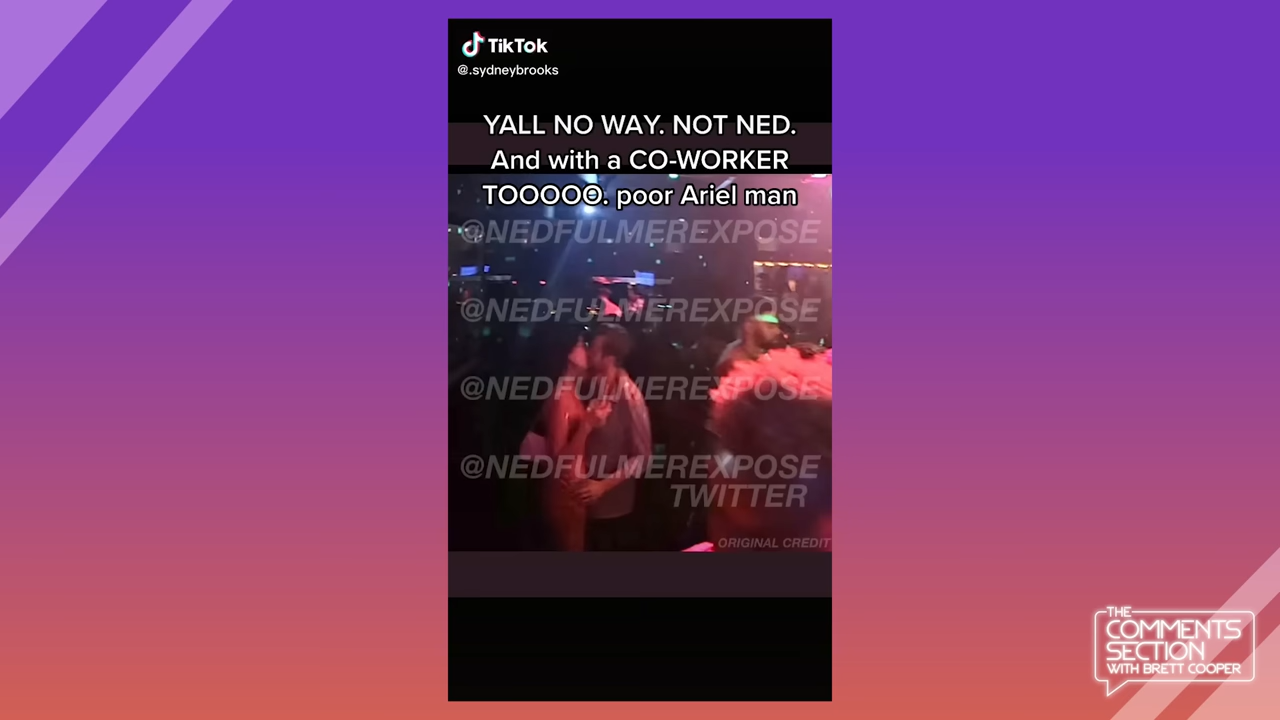 TikTok
@.sydneybrooks
YALL NO WAY. NOT NED.
And with a CO-WORKER
TOOOOO. poor Ariel man
@NEDFULMEREXPOSE
@NEDFULMEREXPOSE
@NEDFULMEREXPOSE
@NEDFULMEREXPOSE
TWITTER
ORIGINAL CREDIT
THE
COMMENTS
SECTION
WITH BRETT COOPER